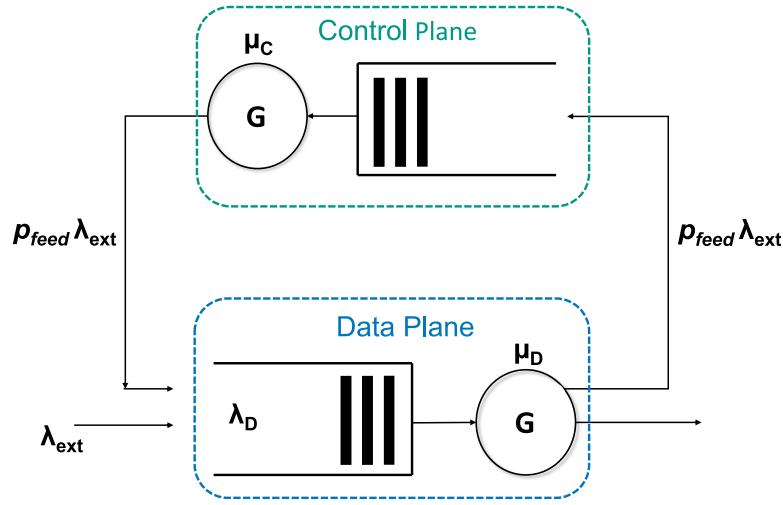 Control Plane
μC
G
pfeed λext
pfeed λext
Data Plane
μD
λD
G
λext